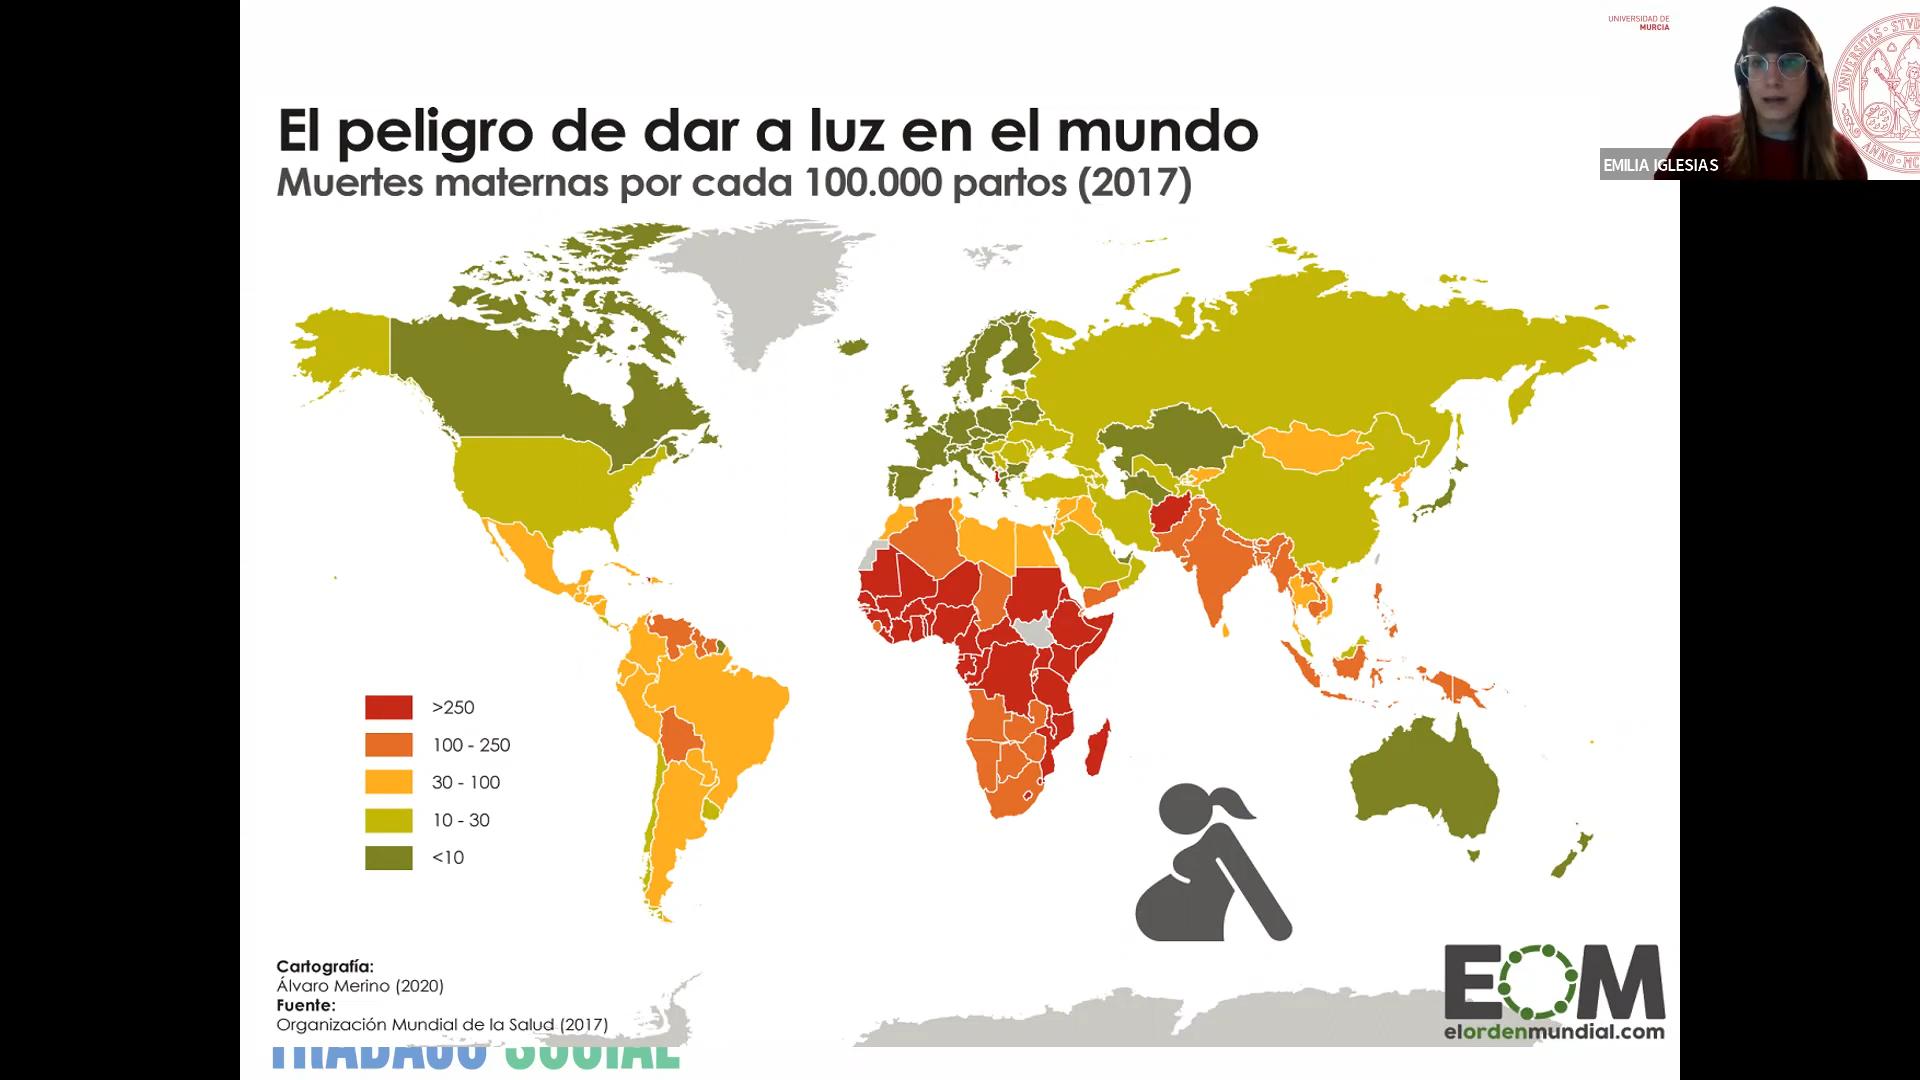 UNIVERSIDAD DE
MURCIA
EMILIA IGLESIAS
El peligro de dar a luz en el mundo
Muertes maternas por cada 100.000 partos (2017)
>250
100 - 250
30 - 100
10 - 30
<10
Cartografía:
Álvaro Merino (2020)
Fuente:
Organización Mundial de la Salud (2017)
TRABAJO SOCIAL
EOM
elordenmundial.com